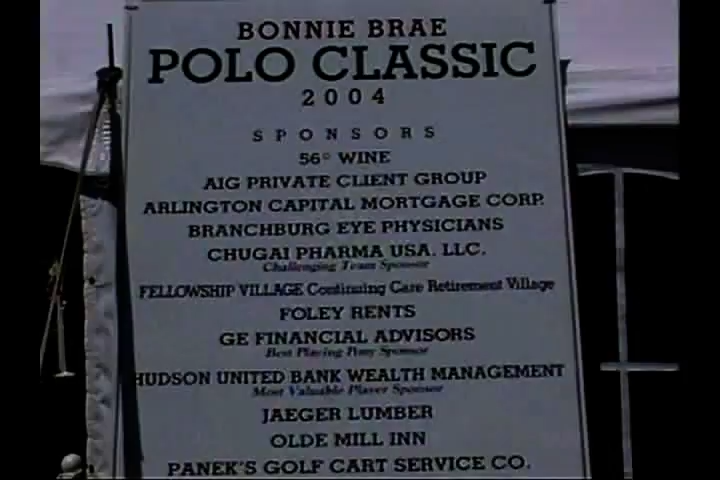 BONNIE BRAE
POLO CLASSIC
2004
SPONSORS
56° WINE
AIG PRIVATE CLIENT GROUP
ARLINGTON CAPITAL MORTGAGE CORP.
BRANCHBURG EYE PHYSICIANS
CHUGAI PHARMA USA. LLC.
Challenging Team Sponsor
FELLOWSHIP VILLAGE Continuing Care Retirement Village
FOLEY RENTS
GE FINANCIAL ADVISORS
Best Playing Pony Sponsor
HUDSON UNITED BANK WEALTH MANAGEMENT
Most Valuable Player Sponsor
JAEGER LUMBER
OLDE MILL INN
PANEK'S GOLF CART SERVICE CO.